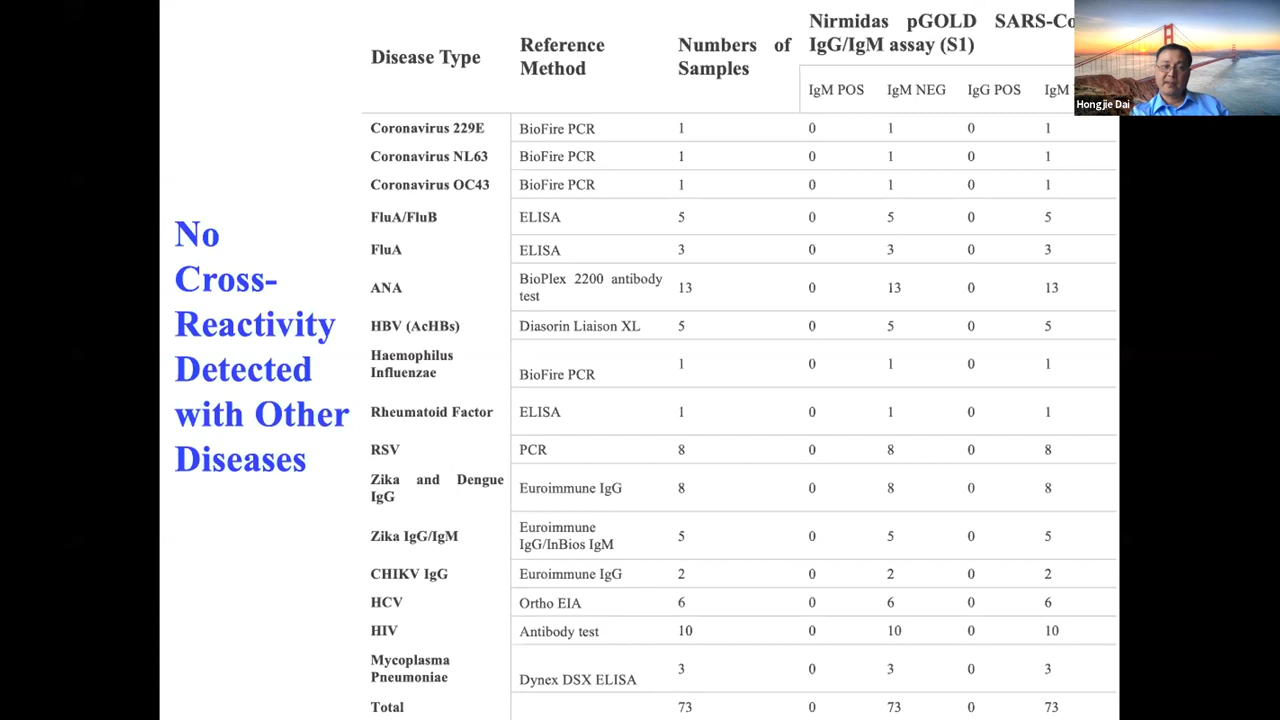 No
Cross-
Reactivity
Detected
with Other
Diseases
Disease Type
Reference
Method
Numbers of
Samples
Nirmidas pGOLD SARS-Co
IgG/IgM assay (S1)
IgM POS IgM NEG IgG POS IgM
Coronavirus 229E BioFire PCR 1 0 1 0 1
Coronavirus NL63 BioFire PCR 1 0 1 0 1
Coronavirus OC43 BioFire PCR 1 0 1 0 1
FluA/FluB ELISA 5 0 5 0 5
FluA ELISA 3 0 3 0 3
ANA BioPlex 2200 antibody
test 13 0 13 0 13
HBV (AcHBs) Diasorin Liaison XL 5 0 5 0 5
Haemophilus
Influenzae BioFire PCR 1 0 1 0 1
Rheumatoid Factor ELISA 1 0 1 0 1
RSV PCR 8 0 8 0 8
Zika and Dengue
IgG Euroimmune IgG 8 0 8 0 8
Zika IgG/IgM Euroimmune
IgG/InBios IgM 5 0 5 0 5
CHIKV IgG Euroimmune IgG 2 0 2 0 2
HCV Ortho EIA 6 0 6 0 6
HIV Antibody test 10 0 10 0 10
Mycoplasma
Pneumoniae Dynex DSX ELISA 3 0 3 0 3
Total 73 0 73 0 73
Hongjie Dai